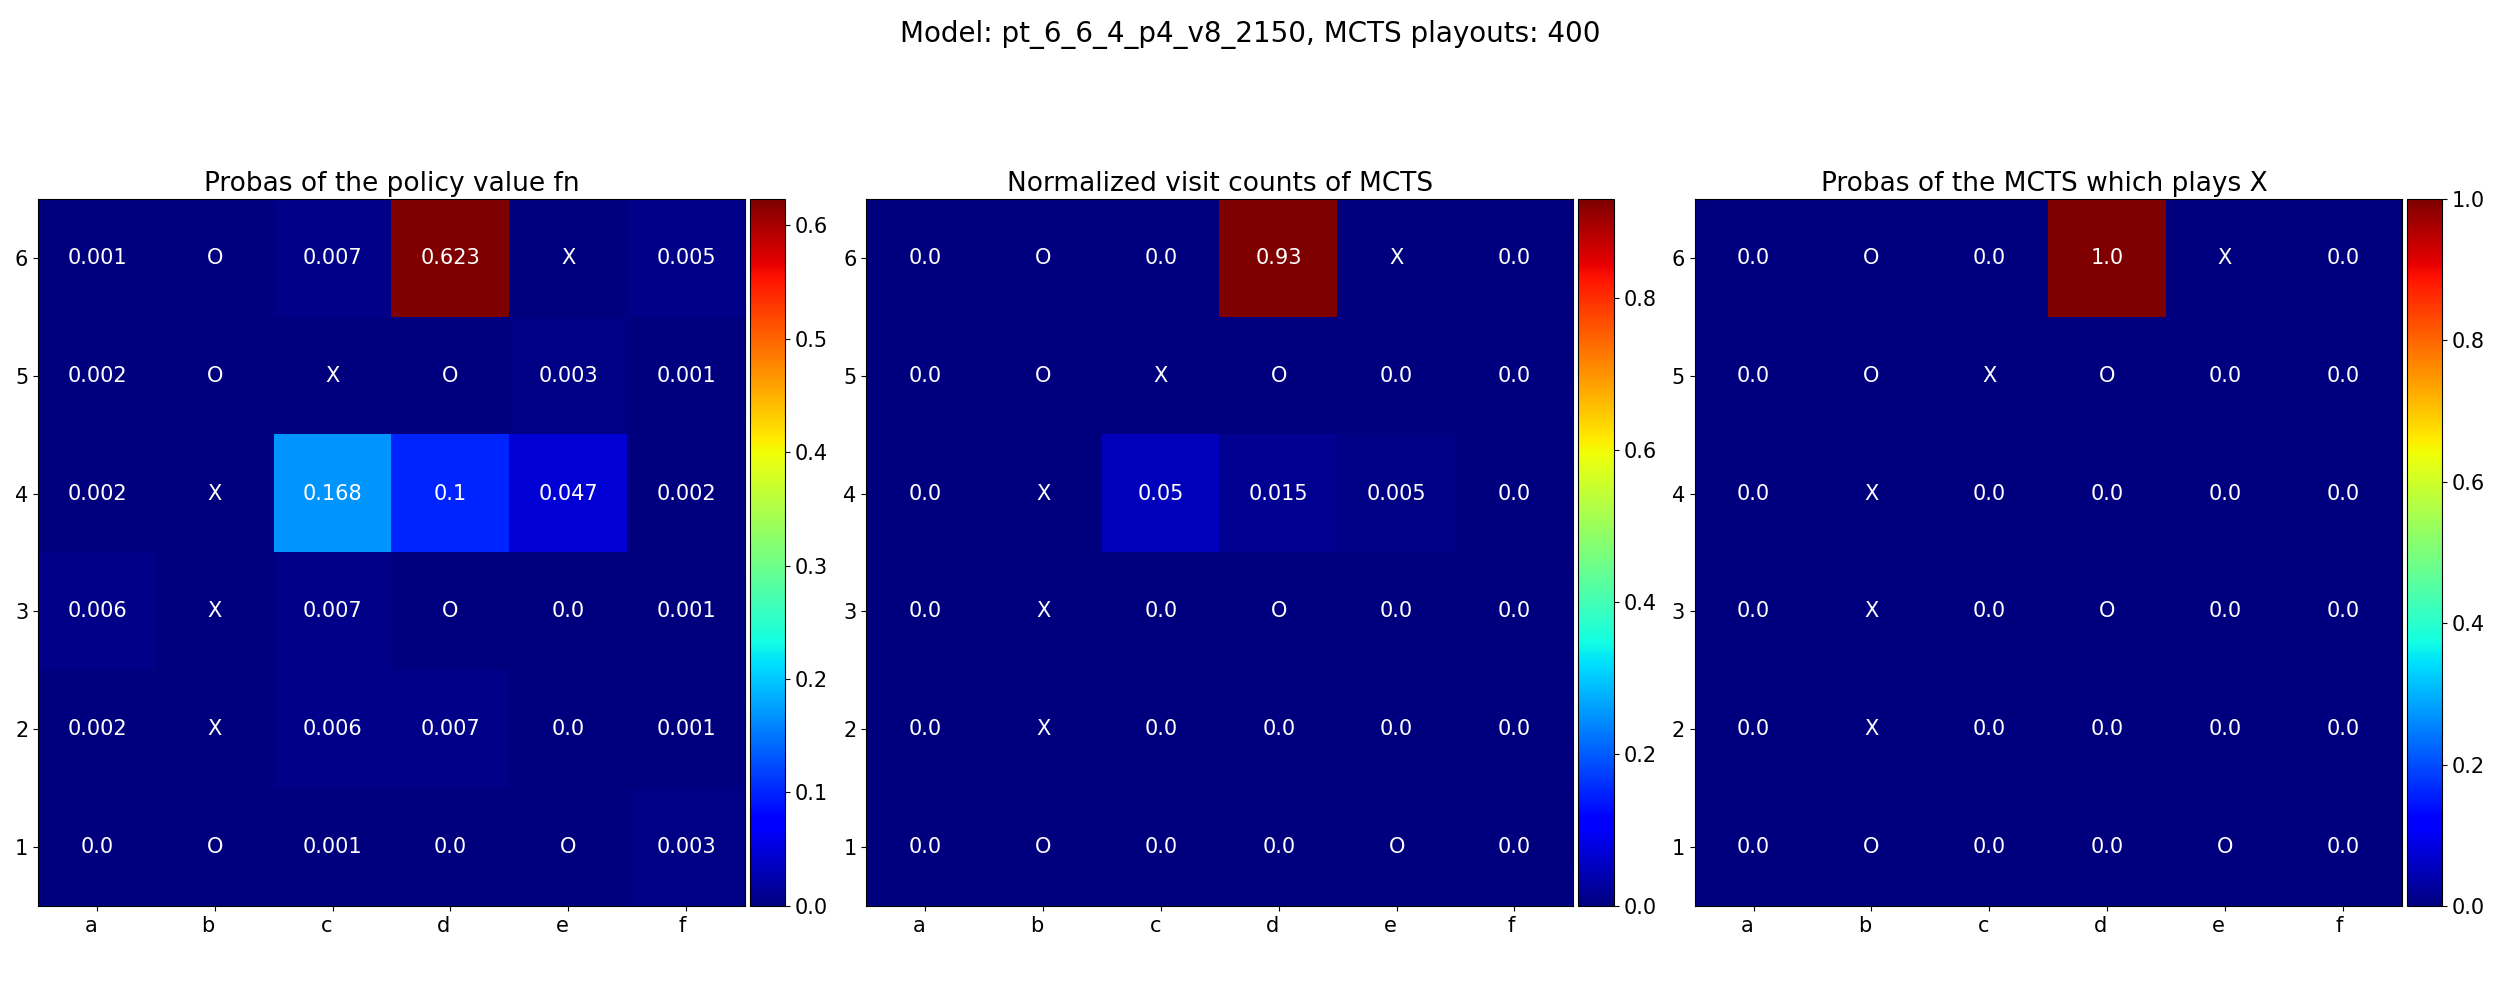 Model: pt_6_6_4_p4_v8_2150, MCTS playouts: 400
Probas of the policy value fn
6 0.001 O 0.007 0.623 X 0.005
5 0.002 O X O 0.003 0.001
4 0.002 X 0.168 0.1 0.047 0.002
3 0.006 X 0.007 O 0.0 0.001
2 0.002 X 0.006 0.007 0.0 0.001
1 0.0 O 0.001 0.0 O 0.003
a b c d e f
0.6
0.5
0.4
0.3
0.2
0.1
0.0
Normalized visit counts of MCTS
6 0.0 O 0.0 0.93 X 0.0
5 0.0 O X O 0.0 0.0
4 0.0 X 0.05 0.015 0.005 0.0
3 0.0 X 0.0 O 0.0 0.0
2 0.0 X 0.0 0.0 0.0 0.0
1 0.0 O 0.0 0.0 O 0.0
a b c d e f
0.8
0.6
0.4
0.2
0.0
Probas of the MCTS which plays X
6 0.0 O 0.0 1.0 X 0.0
5 0.0 O X O 0.0 0.0
4 0.0 X 0.0 0.0 0.0 0.0
3 0.0 X 0.0 O 0.0 0.0
2 0.0 X 0.0 0.0 0.0 0.0
1 0.0 O 0.0 0.0 O 0.0
a b c d e f
1.0
0.8
0.6
0.4
0.2
0.0